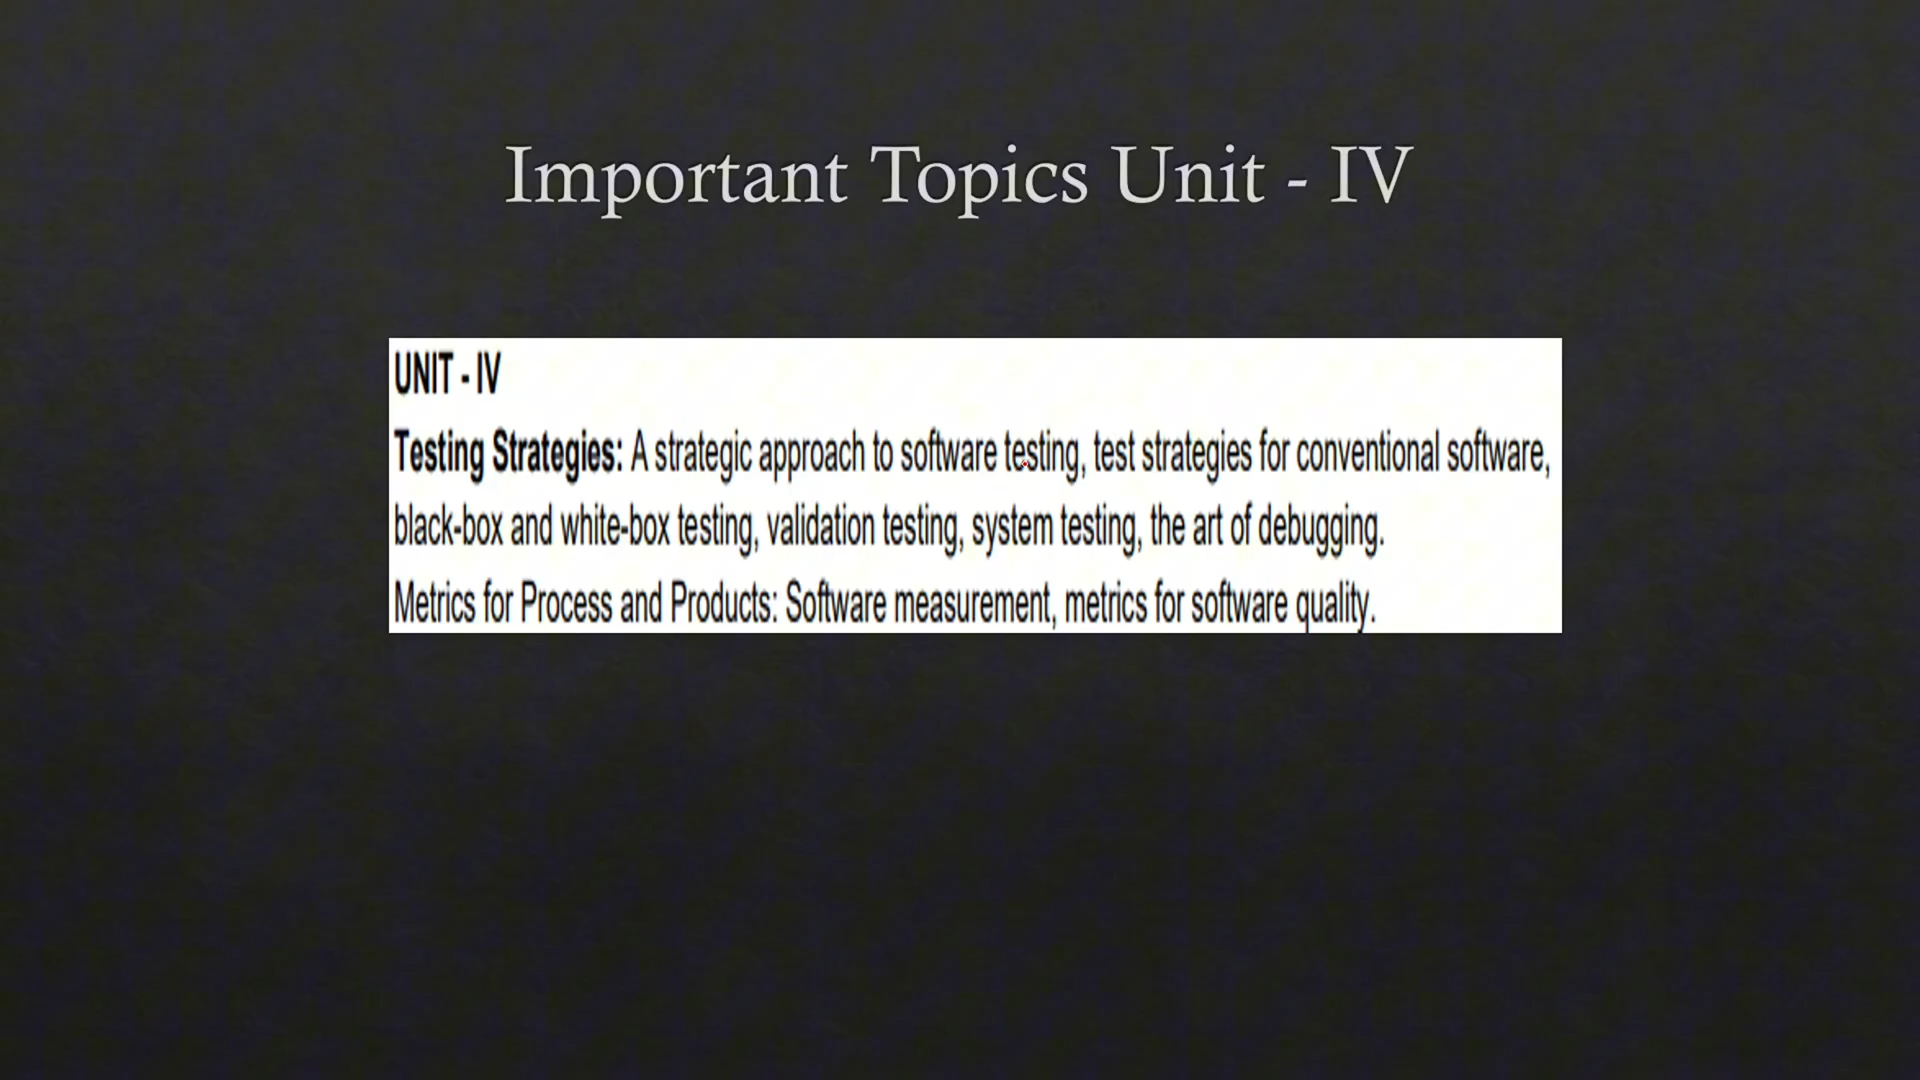 Important Topics Unit - IV
UNIT - IV
Testing Strategies: A strategic approach to software testing, test strategies for conventional software,
black-box and white-box testing, validation testing, system testing, the art of debugging.
Metrics for Process and Products: Software measurement, metrics for software quality.